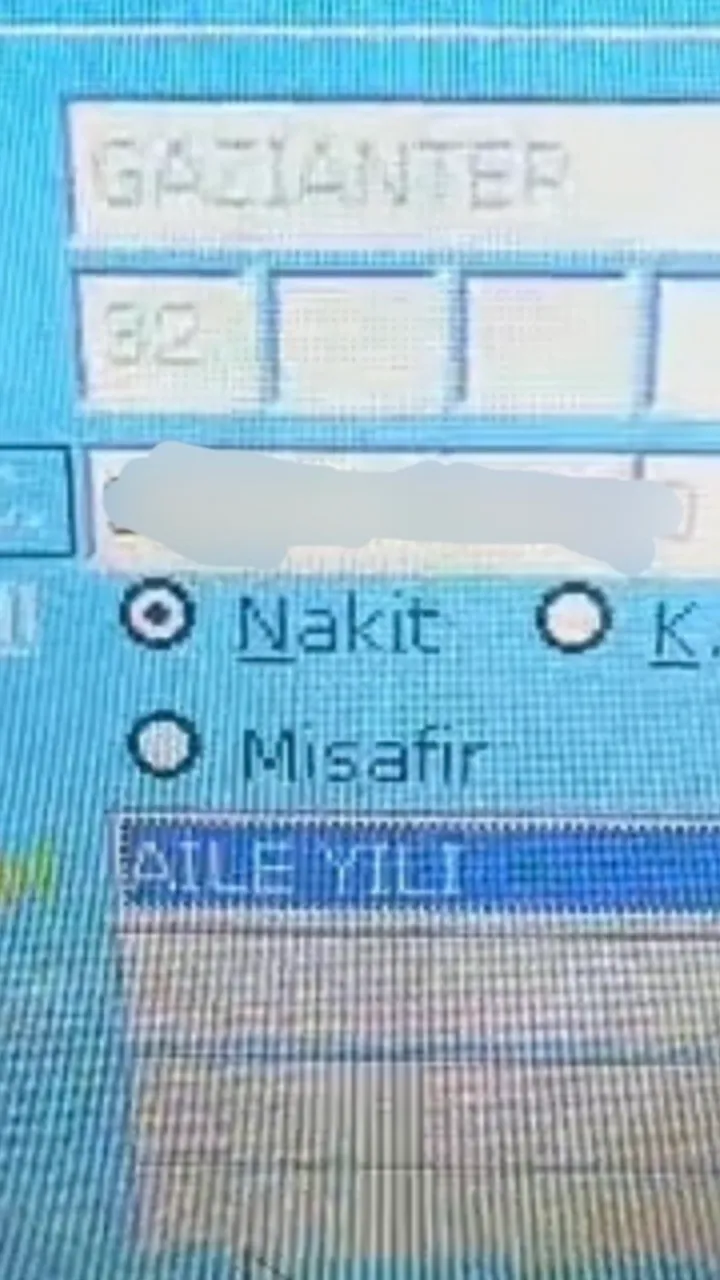 GAZIANTEP
32
Nakit K.
Misafir
AILE YILI